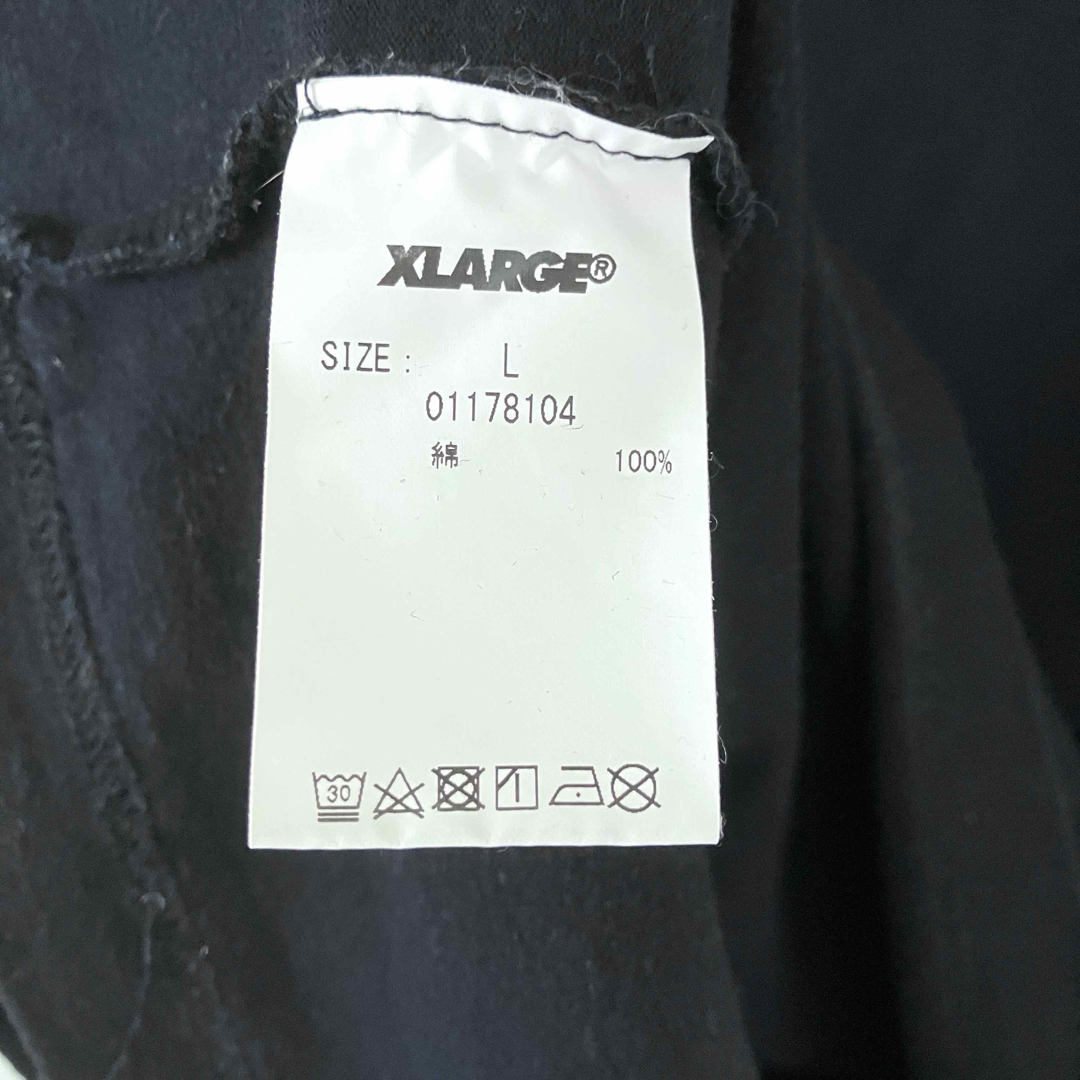 XLARGE®
SIZE: L
01178104
綿 100%
30